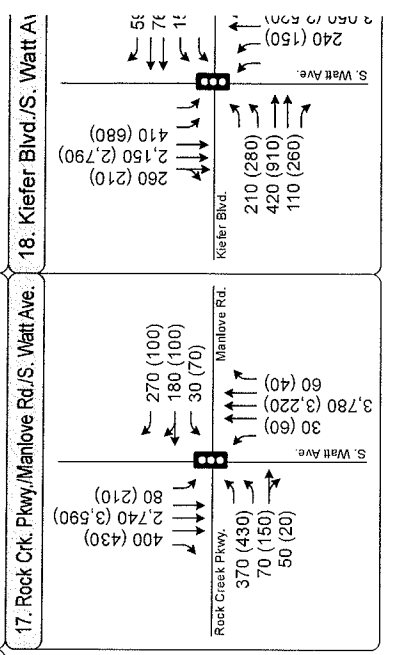 17. Rock Crk. Pkwy./Manlove Rd./S. Watt Ave.
80 (210)
2,740 (3,590)
400 (430)
270 (100)
180 (100)
30 (70)
Rock Creek Pkwy.
Manlove Rd.
370 (430)
70 (150)
50 (20)
S. Watt Ave.
60 (40)
3,780 (3,220)
30 (60)
18. Kiefer Blvd./S. Watt
410 (680)
2,150 (2,790)
260 (210)
Kiefer Blvd.
210 (280)
420 (910)
110 (260)
S. Watt Ave.
240 (150)